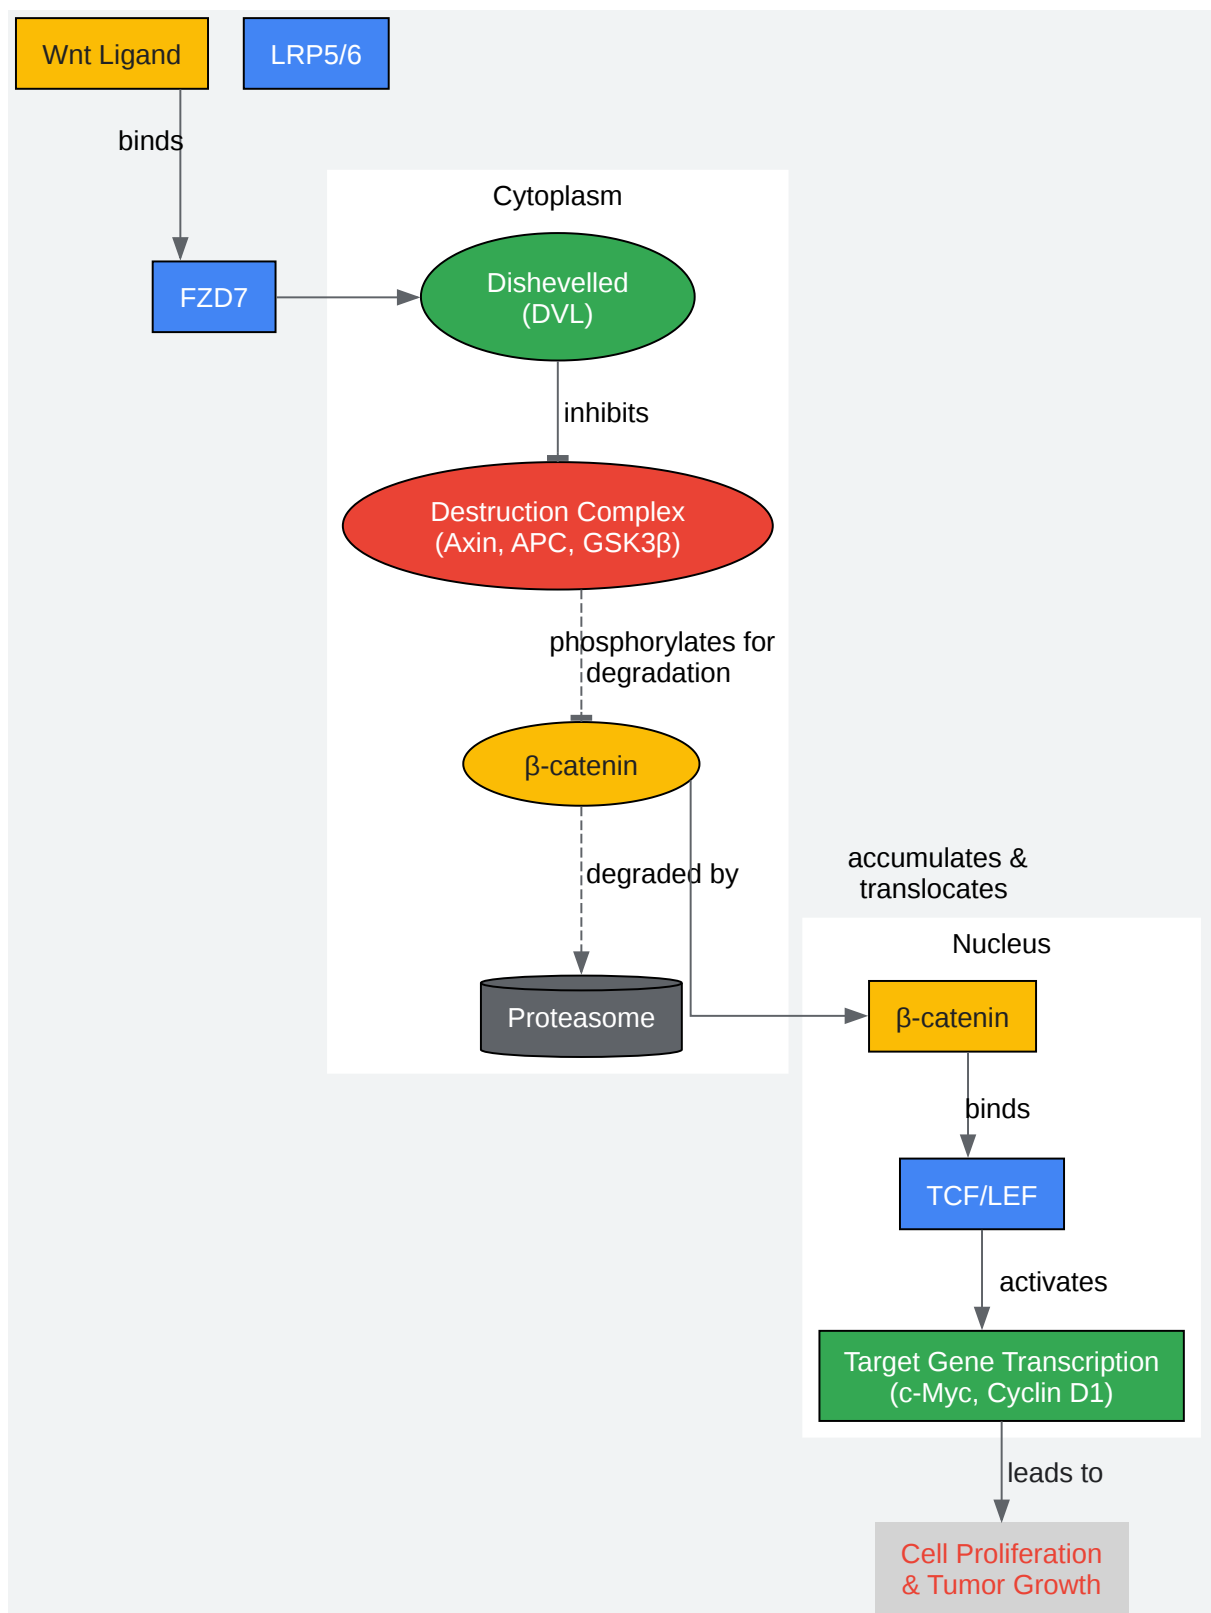 Wnt Ligand
LRP5/6
binds
Cytoplasm
FZD7
Dishevelled
(DVL)
inhibits
Destruction Complex
(Axin, APC, GSK3β)
phosphorylates for
degradation
β-catenin
degraded by
accumulates &
translocates
Nucleus
Proteasome
β-catenin
binds
TCF/LEF
activates
Target Gene Transcription
(c-Myc, Cyclin D1)
leads to
Cell Proliferation
& Tumor Growth